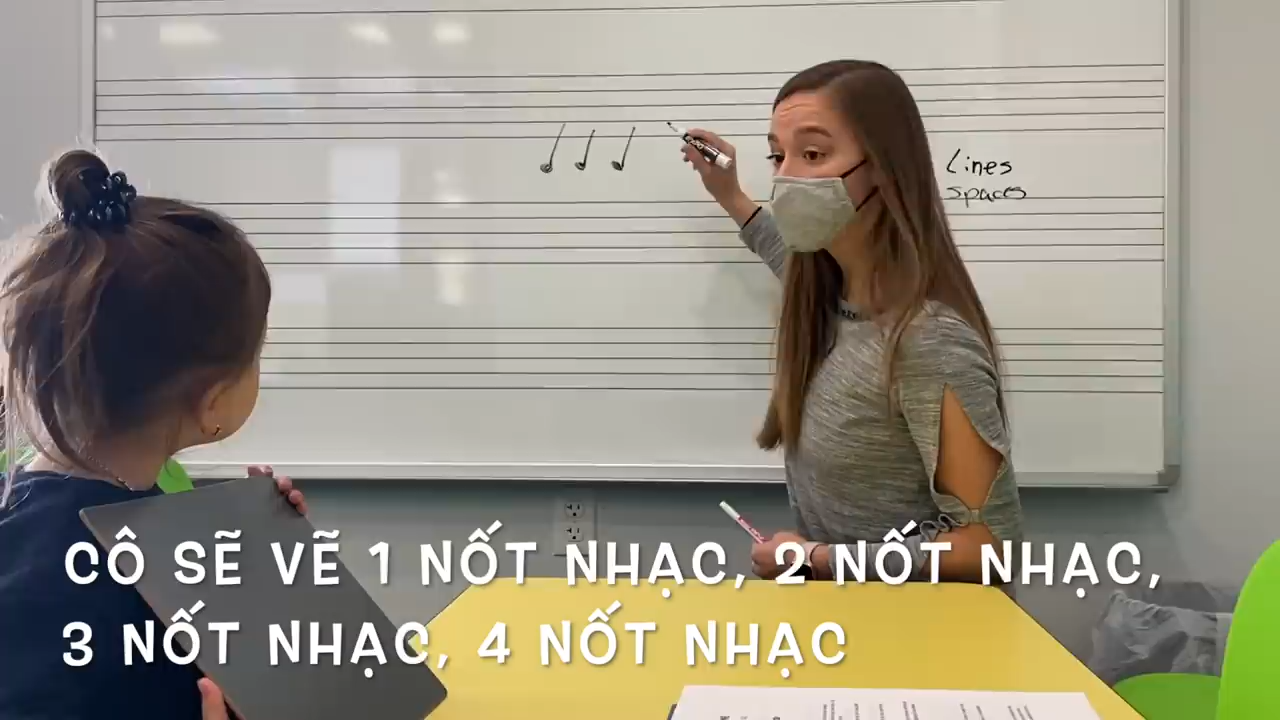 Lines
spaces
CÔ SẼ VẼ 1 NỐT NHẠC, 2 NỐT NHẠC,
3 NỐT NHẠC, 4 NỐT NHẠC